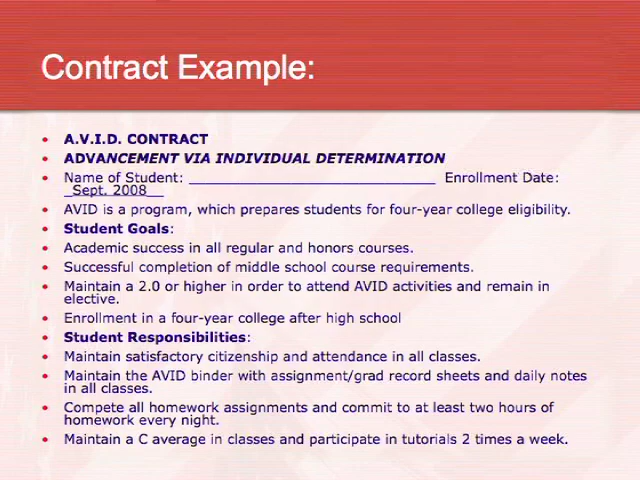 Contract Example:
A.V.I.D. CONTRACT
ADVANCEMENT VIA INDIVIDUAL DETERMINATION
Name of Student: _____________________________ Enrollment Date:
_Sept. 2008__
AVID is a program, which prepares students for four-year college eligibility.
Student Goals:
Academic success in all regular and honors courses.
Successful completion of middle school course requirements.
Maintain a 2.0 or higher in order to attend AVID activities and remain in
elective.
Enrollment in a four-year college after high school
Student Responsibilities:
Maintain satisfactory citizenship and attendance in all classes.
Maintain the AVID binder with assignment/grad record sheets and daily notes
in all classes.
Compete all homework assignments and commit to at least two hours of
homework every night.
Maintain a C average in classes and participate in tutorials 2 times a week.